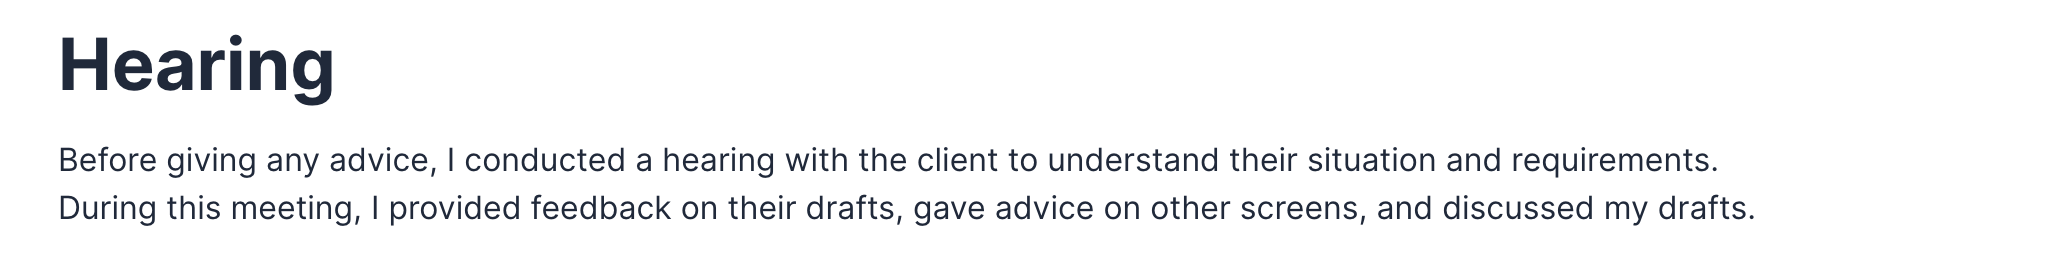 Hearing
Before giving any advice, I conducted a hearing with the client to understand their situation and requirements.
During this meeting, I provided feedback on their drafts, gave advice on other screens, and discussed my drafts.